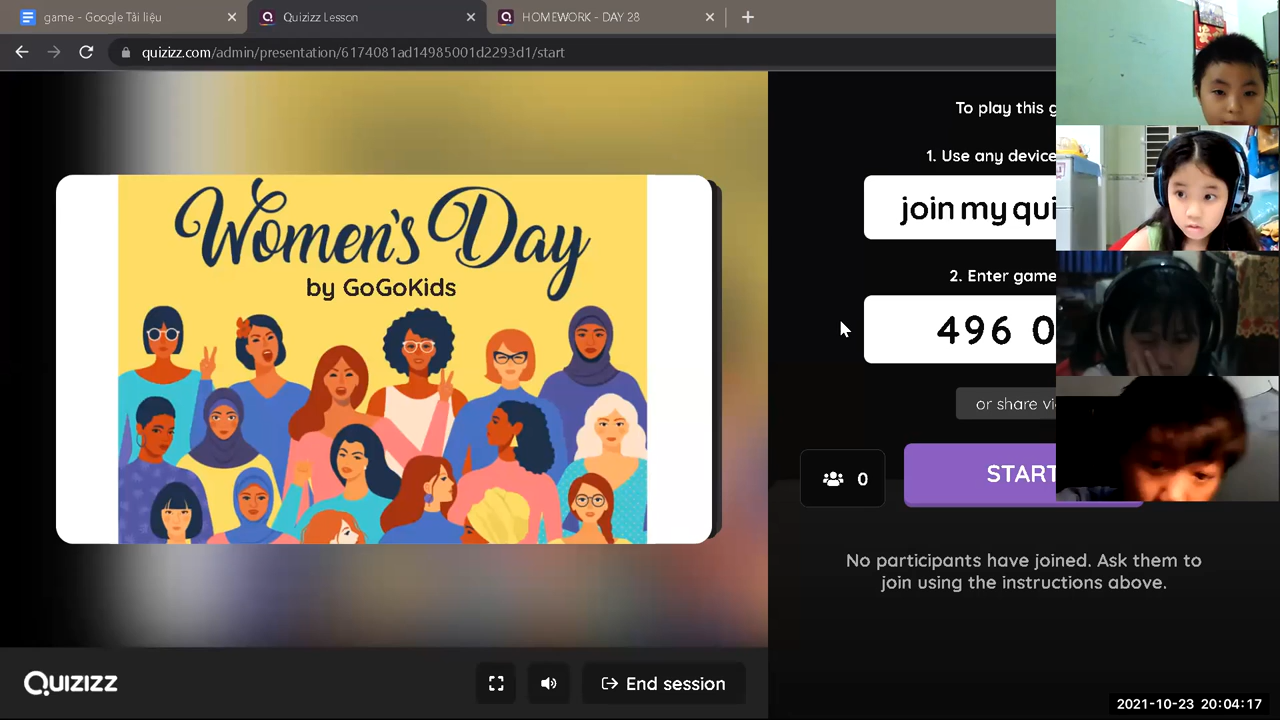 game - Google Tài liệu
Quizizz Lesson
HOMEWORK - DAY 28
quizizz.com/admin/presentation/6174081ad14985001d2293d1/start
Women's Day
by GoGoKids
To play this g
1. Use any device
join my qui
2. Enter game
496 0
or share vi
0
START
No participants have joined. Ask them to
join using the instructions above.
Quizizz
End session
2021-10-23 20:04:17